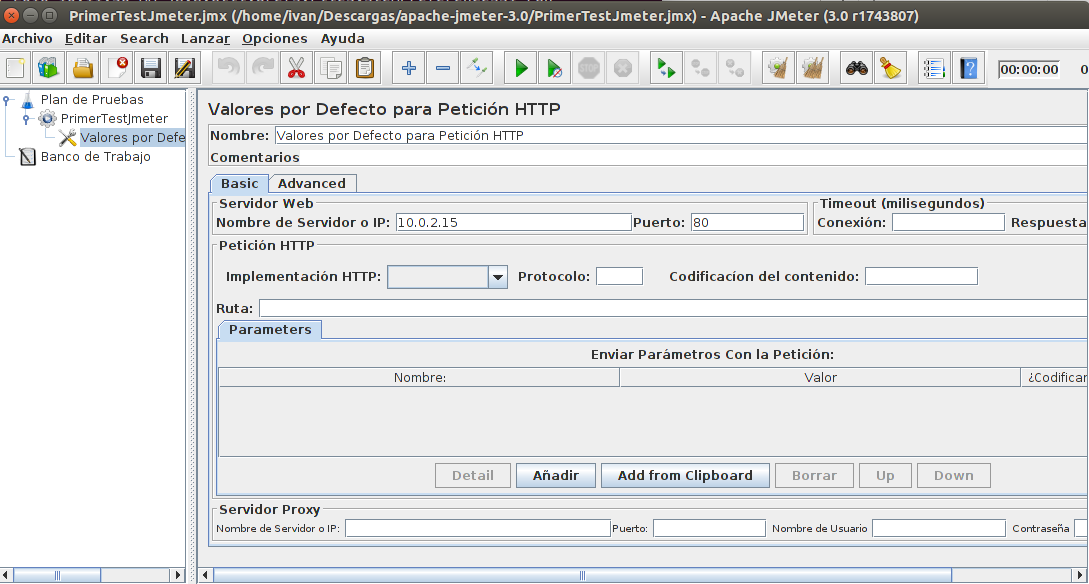 PrimerTestJmeter.jmx (/home/ivan/Descargas/apache-jmeter-3.0/PrimerTestJmeter.jmx) - Apache JMeter (3.0 r1743807)
Archivo Editar Search Lanzar Opciones Ayuda
STOP
00:00:00 0
Plan de Pruebas
PrimerTestJmeter
Valores por Defe
Banco de Trabajo
Valores por Defecto para Petición HTTP
Nombre: Valores por Defecto para Petición HTTP
Comentarios
Basic Advanced
Servidor Web Timeout (milisegundos)
Nombre de Servidor o IP: 10.0.2.15 Puerto: 80 Conexión: Respuesta
Petición HTTP
Implementación HTTP: Protocolo: Codificacíon del contenido:
Ruta:
Parameters
Enviar Parámetros Con la Petición:
Nombre: Valor ¿Codificar
Detail Añadir Add from Clipboard Borrar Up Down
Servidor Proxy
Nombre de Servidor o IP: Puerto: Nombre de Usuario Contraseña